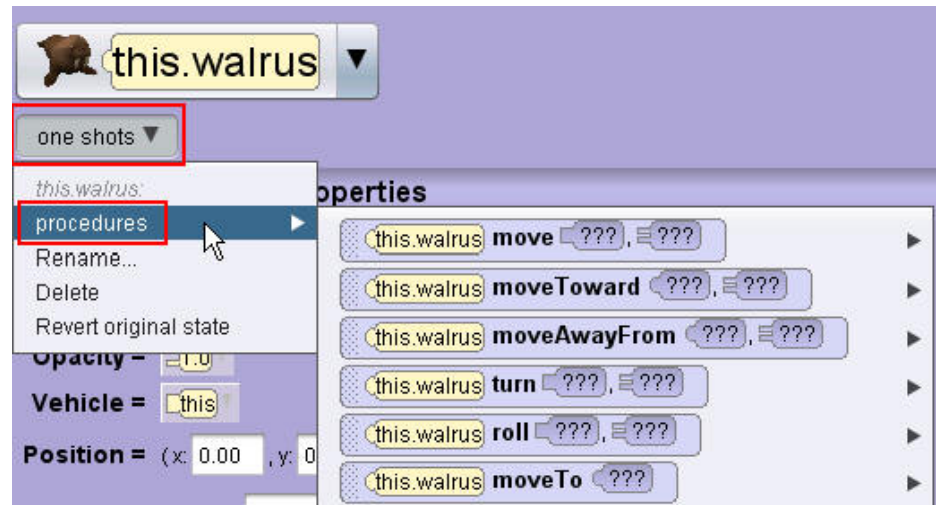 this.walrus
one shots
this.walrus:
procedures
Rename...
Delete
Revert original state
operties
this.walrus move ???, ???
this.walrus moveToward ???, ???
this.walrus moveAwayFrom ???, ???
this.walrus turn ???, ???
this.walrus roll ???, ???
this.walrus moveTo ???
Opacity = 1.0
Vehicle = this
Position = (x: 0.00 , y: 0